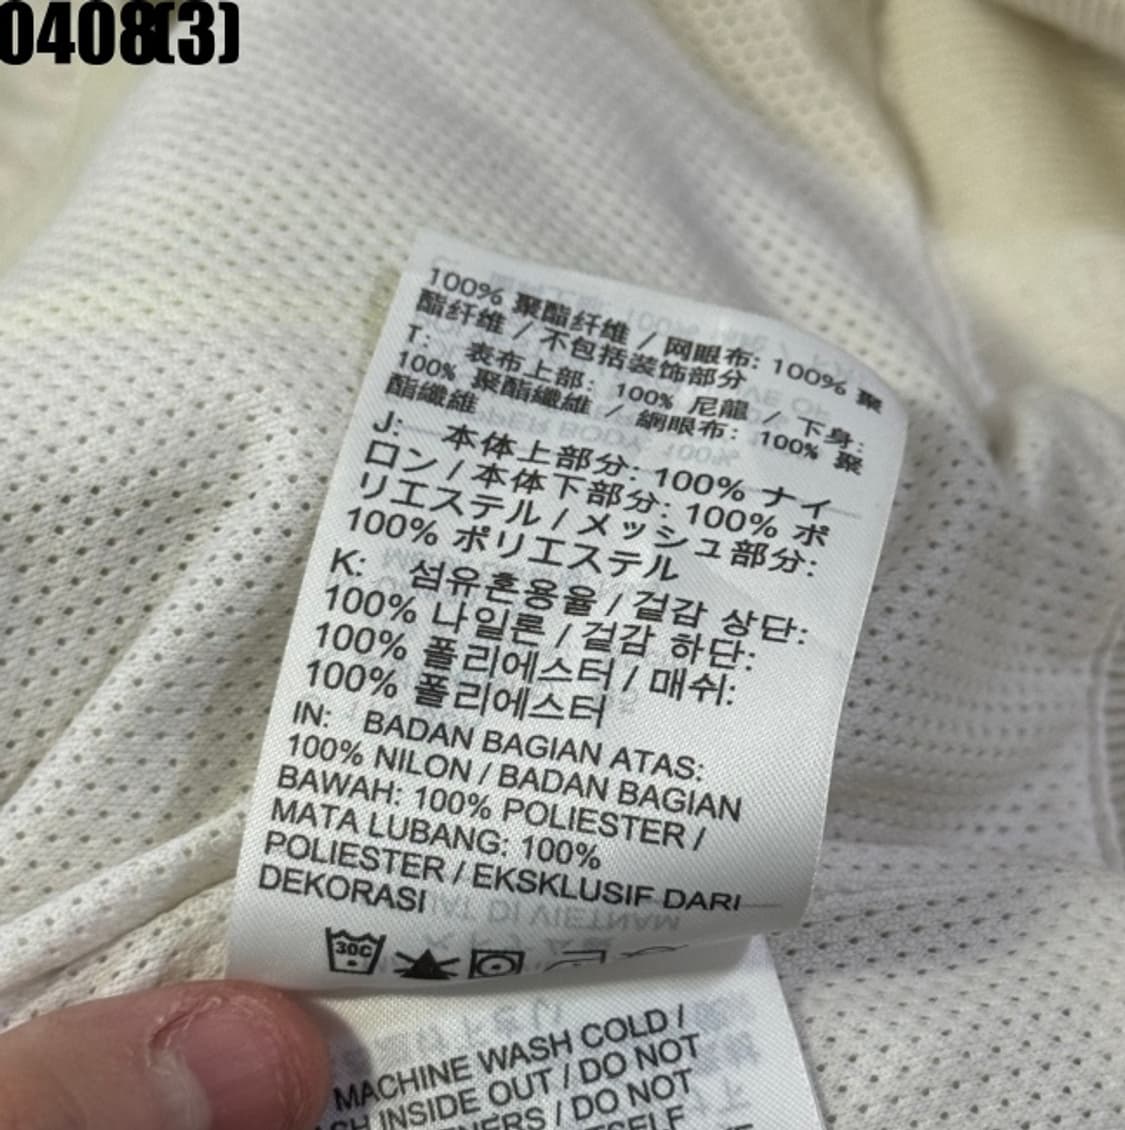 0408(3)
100% 聚酯纤维 / 网眼布: 100% 聚
酯纤维 / 不包括装饰部分
T: 表布上部: 100% 尼龍 / 下身:
100% 聚酯纖維 / 網眼布: 100% 聚
酯纖維
J: 本体上部分: 100% ナイ
ロン / 本体下部分: 100% ポ
リエステル / メッシュ部分:
100% ポリエステル
K: 섬유혼용율 / 겉감 상단:
100% 나일론 / 겉감 하단:
100% 폴리에스터 / 매쉬:
100% 폴리에스터
IN: BADAN BAGIAN ATAS:
100% NILON / BADAN BAGIAN
BAWAH: 100% POLIESTER /
MATA LUBANG: 100%
POLIESTER / EKSKLUSIF DARI
DEKORASI
30C
MACHINE WASH COLD /
INSIDE OUT / DO NOT
/ DO NOT